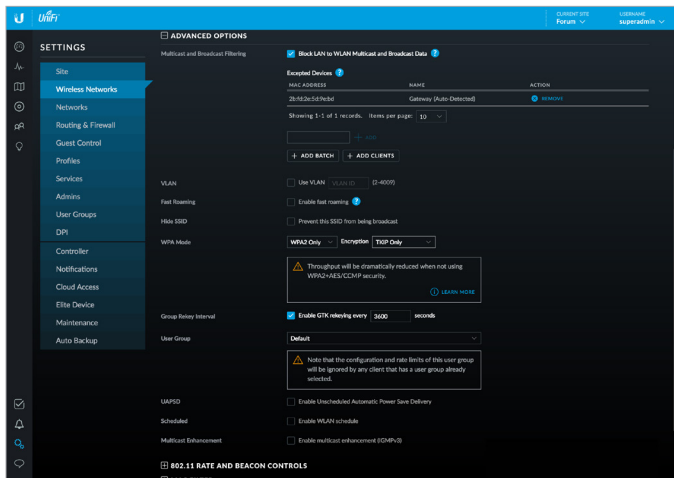 UniFi
CURRENT SITE
Forum
USERNAME
superadmin
SETTINGS
Site
Wireless Networks
Networks
Routing & Firewall
Guest Control
Profiles
Services
Admins
User Groups
DPI
Controller
Notifications
Cloud Access
Elite Device
Maintenance
Auto Backup
ADVANCED OPTIONS
Multicast and Broadcast Filtering
Block LAN to WLAN Multicast and Broadcast Data ?
Excepted Devices ?
MAC ADDRESS NAME ACTION
2b:fd:2e:5d:9e:bd Gateway (Auto-Detected) REMOVE
Showing 1-1 of 1 records. Items per page: 10
+ ADD
+ ADD BATCH + ADD CLIENTS
VLAN Use VLAN VLAN ID (2-4009)
Fast Roaming Enable fast roaming ?
Hide SSID Prevent this SSID from being broadcast
WPA Mode WPA2 Only Encryption TKIP Only
Throughput will be dramatically reduced when not using
WPA2+AES/CCMP security.
LEARN MORE
Group Rekey Interval Enable GTK rekeying every 3600 seconds
User Group Default
Note that the configuration and rate limits of this user group
will be ignored by any client that has a user group already
selected.
UAPSD Enable Unscheduled Automatic Power Save Delivery
Scheduled Enable WLAN schedule
Multicast Enhancement Enable multicast enhancement (IGMPv3)
802.11 RATE AND BEACON CONTROLS